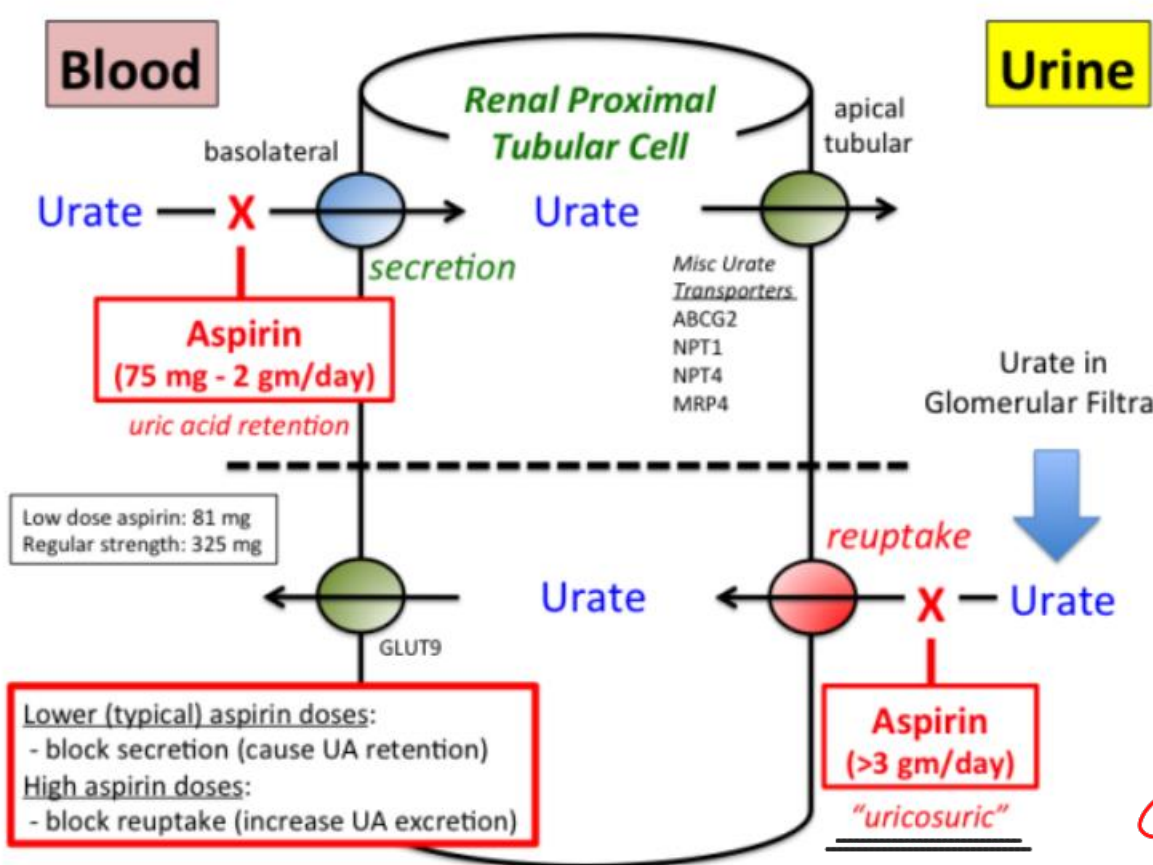 Blood
Urine
Renal Proximal
Tubular Cell
apical
tubular
basolateral
Urate
X
Urate
secretion
Misc Urate
Transporters
ABCG2
NPT1
NPT4
MRP4
Aspirin
(75 mg - 2 gm/day)
uric acid retention
Urate in
Glomerular Filtra
Low dose aspirin: 81 mg
Regular strength: 325 mg
reuptake
Urate
X
Urate
GLUT9
Lower (typical) aspirin doses:
- block secretion (cause UA retention)
High aspirin doses:
- block reuptake (increase UA excretion)
Aspirin
(>3 gm/day)
"uricosuric"